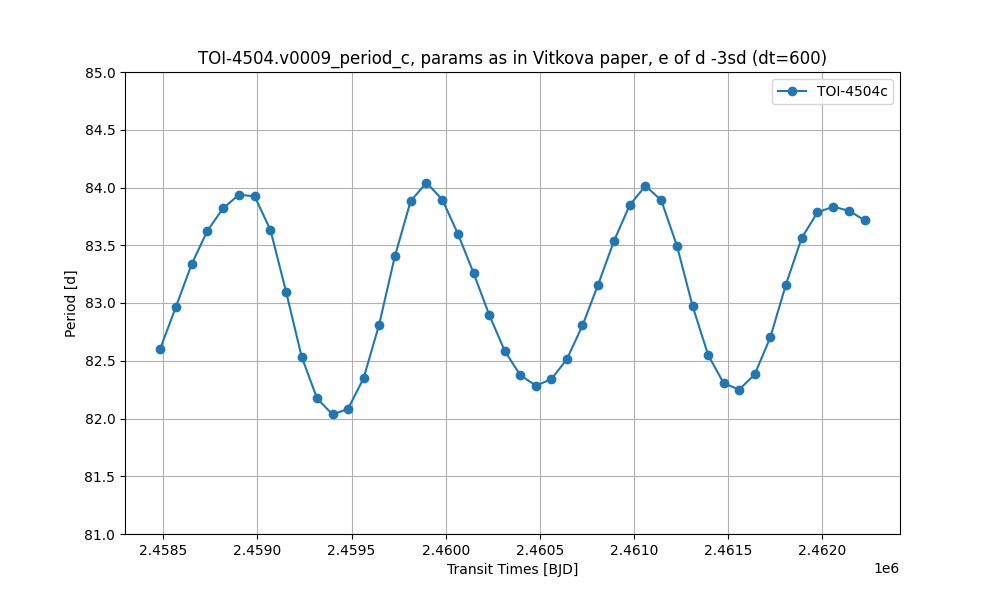 TOI-4504.v0009_period_c, params as in Vitkova paper, e of d -3sd (dt=600)
TOI-4504c
85.0
84.5
84.0
83.5
83.0
82.5
82.0
81.5
81.0
Period [d]
2.4585 2.4590 2.4595 2.4600 2.4605 2.4610 2.4615 2.4620
1e6
Transit Times [BJD]